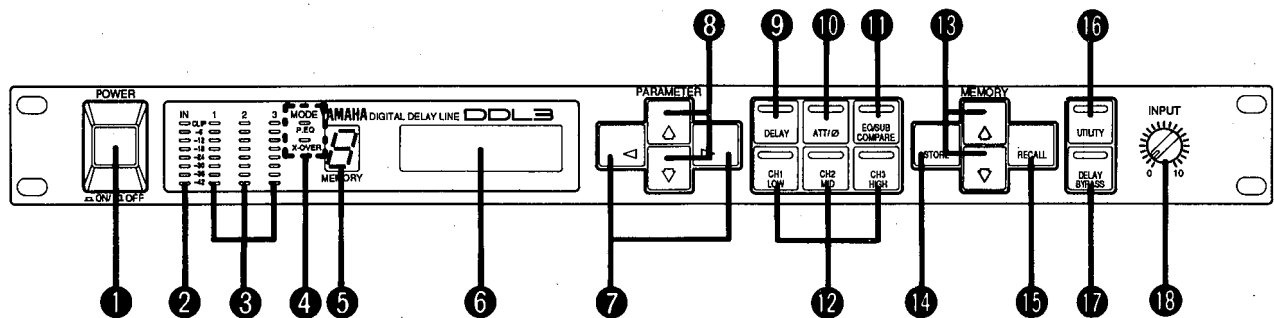 8 9 10 11 13 16
POWER
IN 1 2 3
CLIP
-6
-12
-18
-24
-30
-36
-42
MODE
P.EQ
X-OVER
YAMAHA DIGITAL DELAY LINE DDL3
9
MEMORY
ON/ OFF
PARAMETER
DELAY ATT/Ø EQ/SUB COMPARE
CH1 LOW CH2 MID CH3 HIGH
MEMORY
STORE RECALL
UTILITY
DELAY BYPASS
INPUT
0 10
1 2 3 4 5 6 7 12 14 15 17 18